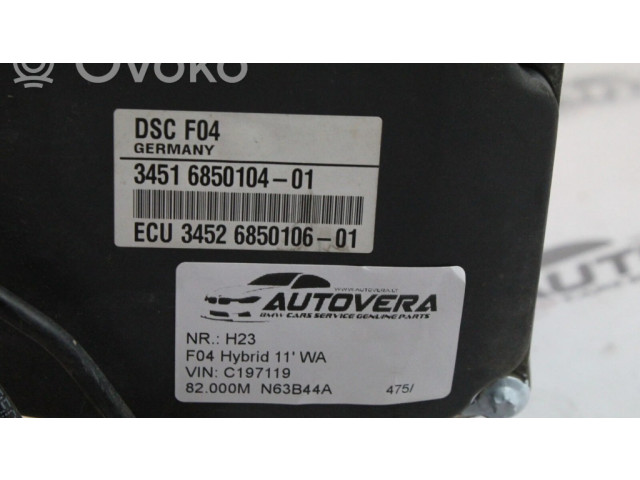 Ovoko
DSC F04
GERMANY
3451 6850104-01
ECU 3452 6850106-01
AUTOVERA
BMW CARS SERVICE GENUINE PARTS
NR.: H23
F04 Hybrid 11' WA
VIN: C197119
82.000M N63B44A 475/